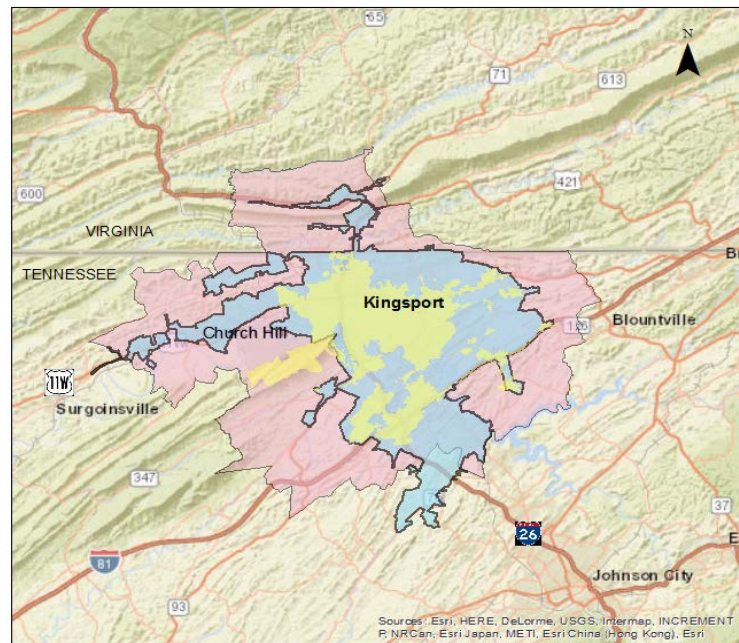 65
N
71
613
421
600
VIRGINIA
TENNESSEE
Kingsport
Church Hill
Blountville
11W
Surgoinsville
347
37
26
81
Johnson City
93
Sources: Esri, HERE, DeLorme, USGS, Intermap, INCREMENT
P, NRCan, Esri Japan, METI, Esri China (Hong Kong), Esri